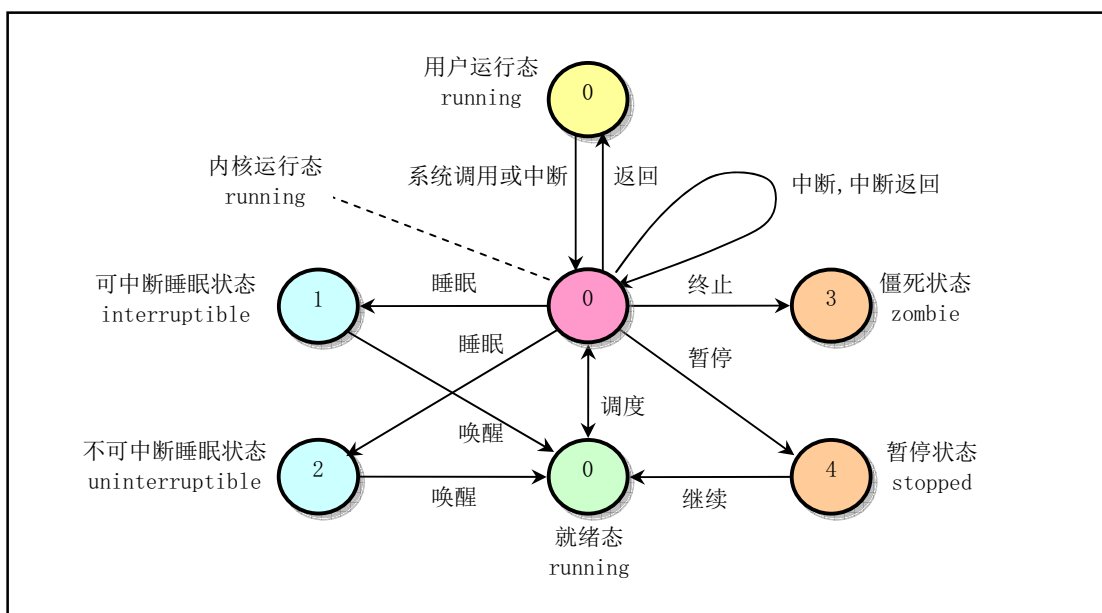 用户运行态
running
0
内核运行态
running
系统调用或中断
返回
中断,中断返回
可中断睡眠状态
interruptible
1
睡眠
0
终止
3
僵死状态
zombie
睡眠
暂停
调度
不可中断睡眠状态
uninterruptible
2
唤醒
唤醒
0
继续
4
暂停状态
stopped
就绪态
running